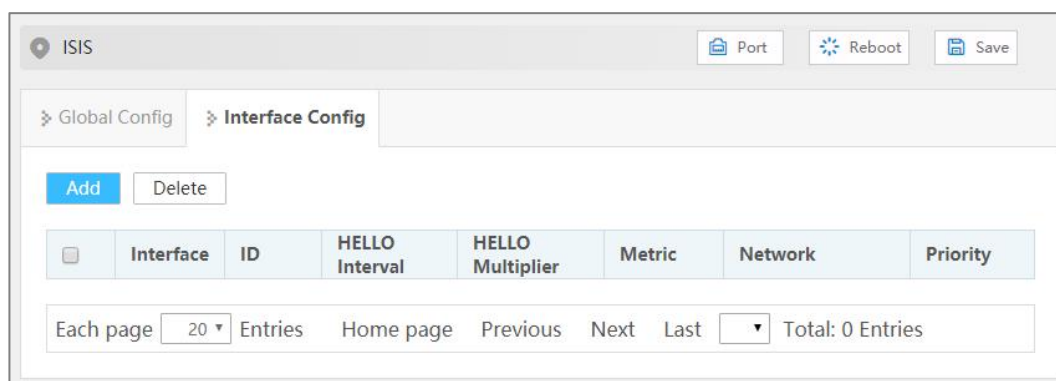 ISIS Port Reboot Save
Global Config Interface Config
Add Delete
Interface ID HELLO Interval HELLO Multiplier Metric Network Priority
Each page 20 Entries Home page Previous Next Last Total: 0 Entries